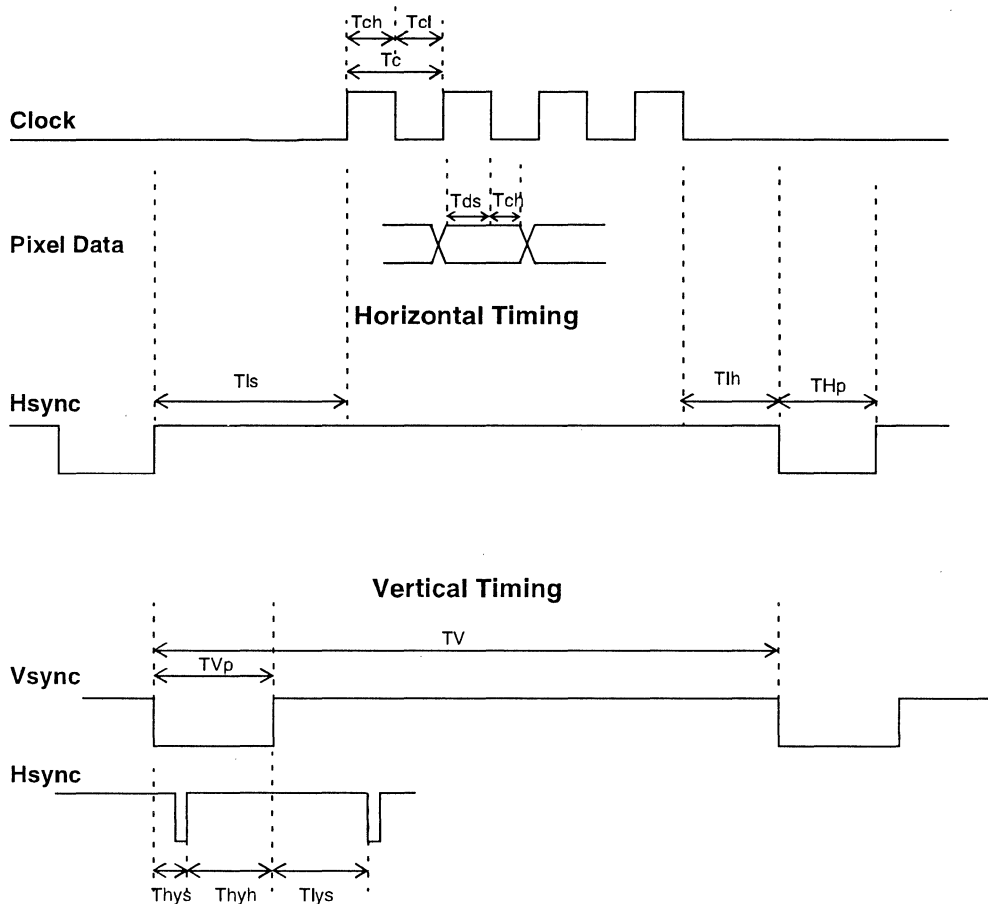 Tch Tcl
Tc
Clock
Tds Tch
Pixel Data
Horizontal Timing
Tls Tlh THp
Hsync
Vertical Timing
TV
TVp
Vsync
Hsync
Thys Thyh Tlys